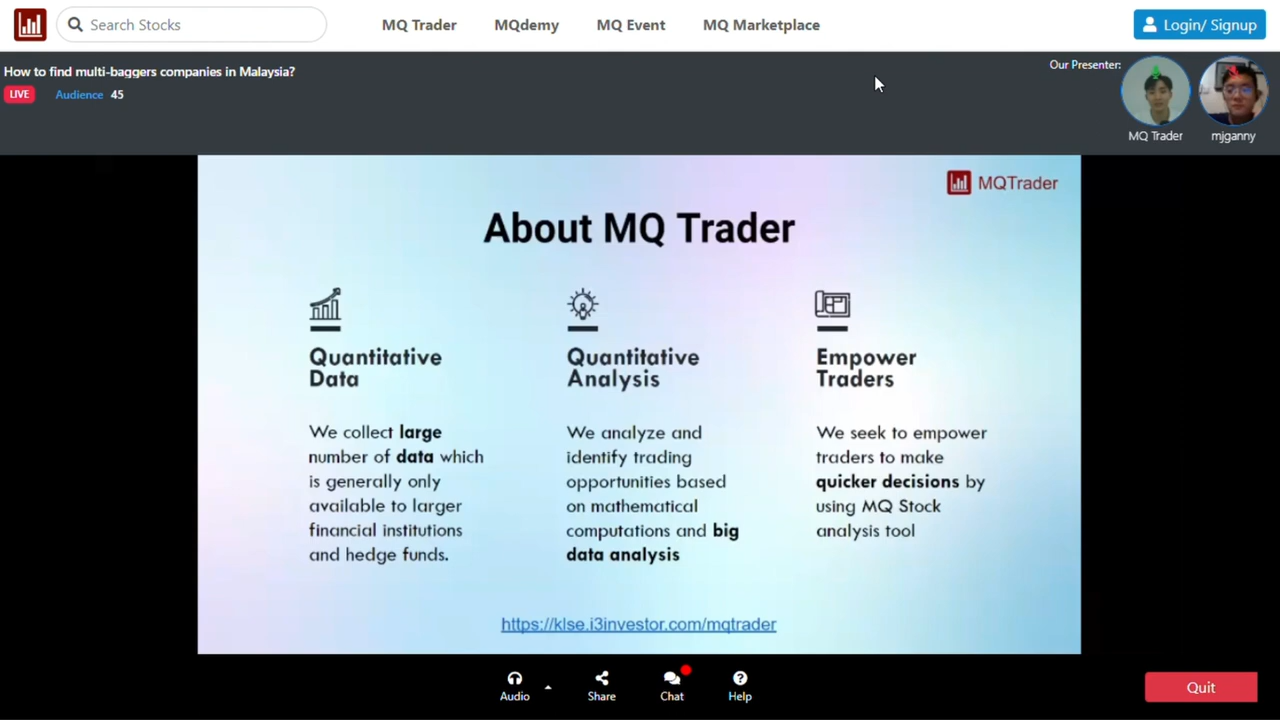 Search Stocks
MQ Trader
MQdemy
MQ Event
MQ Marketplace
Login/ Signup
How to find multi-baggers companies in Malaysia?
LIVE
Audience 45
Our Presenter:
MQ Trader
mjganny
MQTrader
About MQ Trader
Quantitative
Data
We collect large
number of data which
is generally only
available to larger
financial institutions
and hedge funds.
Quantitative
Analysis
We analyze and
identify trading
opportunities based
on mathematical
computations and big
data analysis
Empower
Traders
We seek to empower
traders to make
quicker decisions by
using MQ Stock
analysis tool
https://klse.i3investor.com/mqtrader
Audio
Share
Chat
Help
Quit